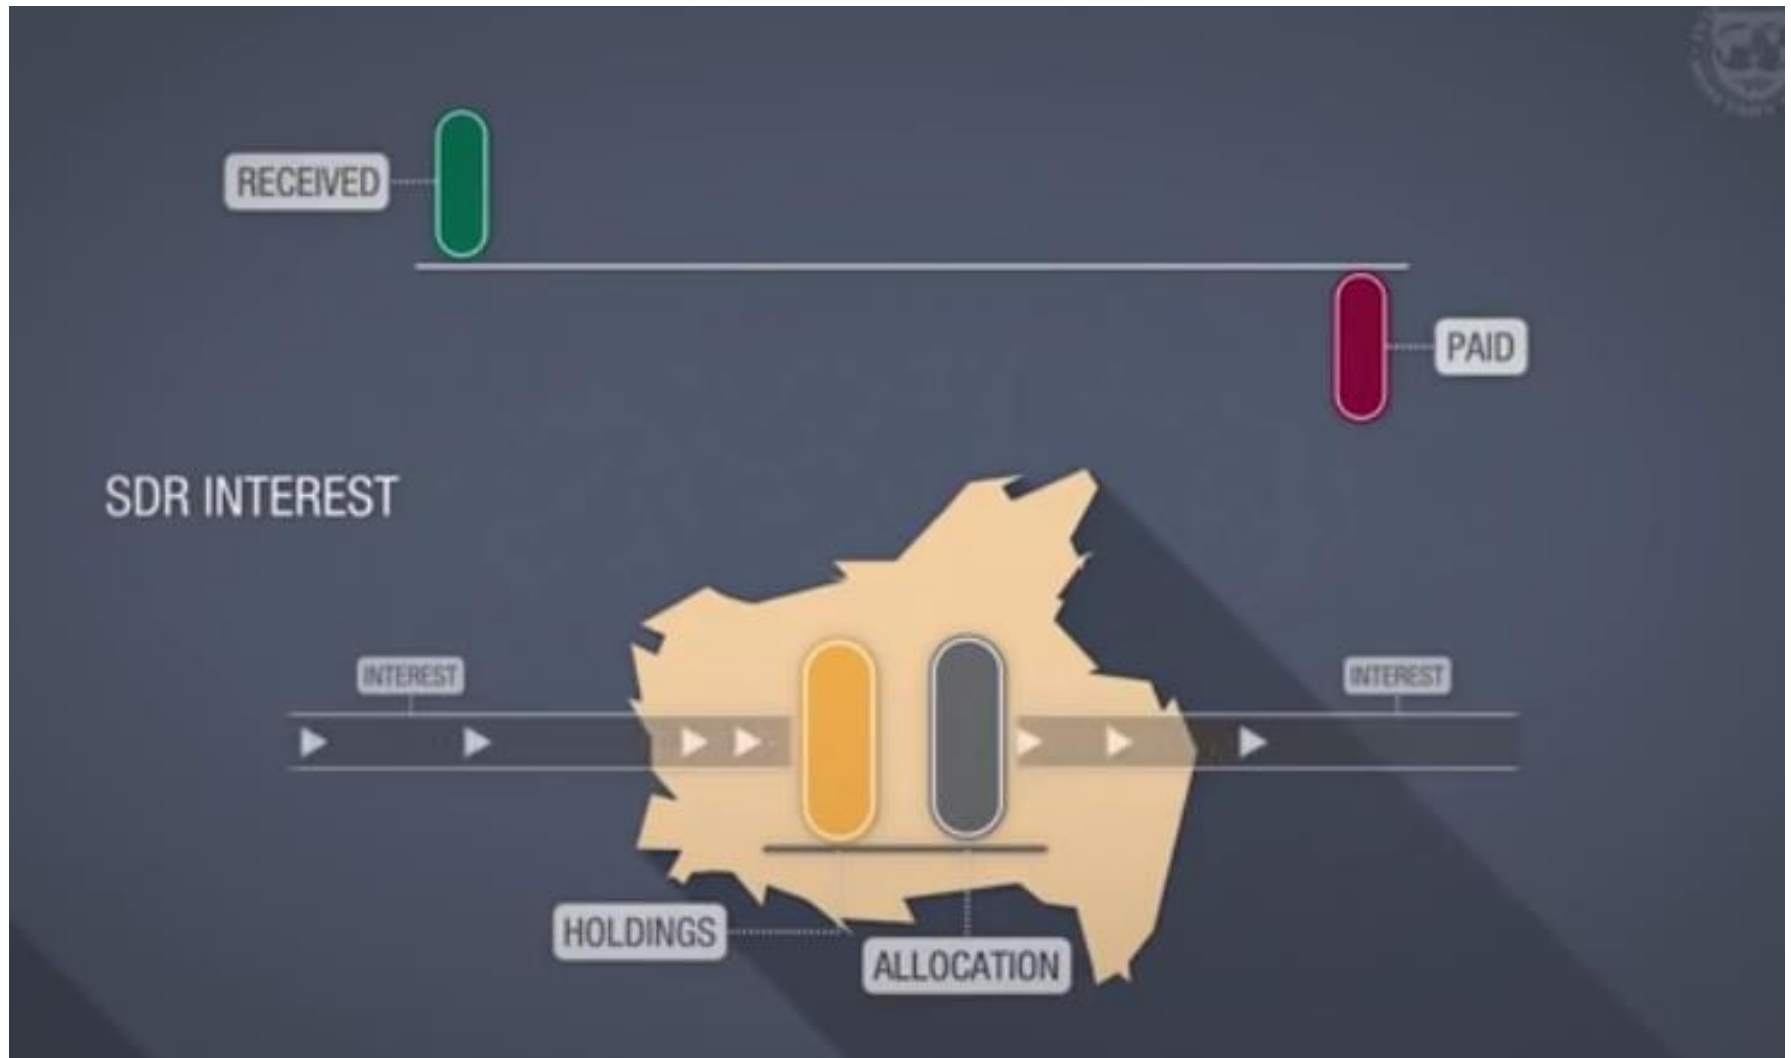 RECEIVED
PAID
SDR INTEREST
INTEREST
INTEREST
HOLDINGS
ALLOCATION